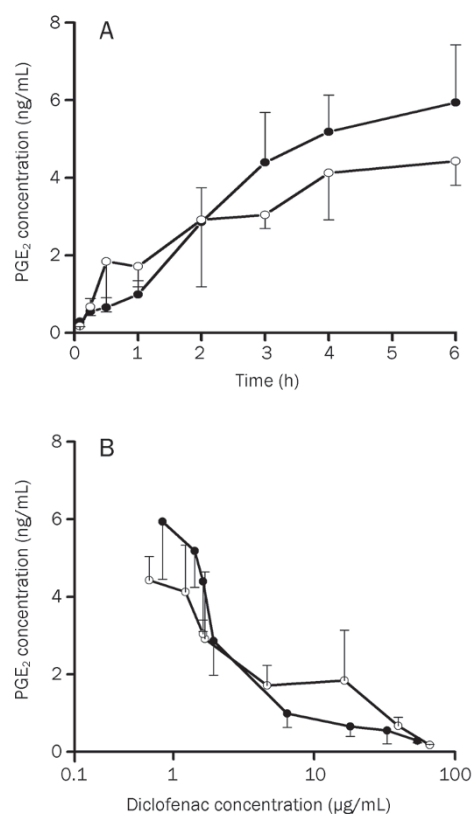 A
PGE₂ concentration (ng/mL)
8
6
4
2
0
0 1 2 3 4 5 6
Time (h)
B
PGE₂ concentration (ng/mL)
8
6
4
2
0
0.1 1 10 100
Diclofenac concentration (µg/mL)